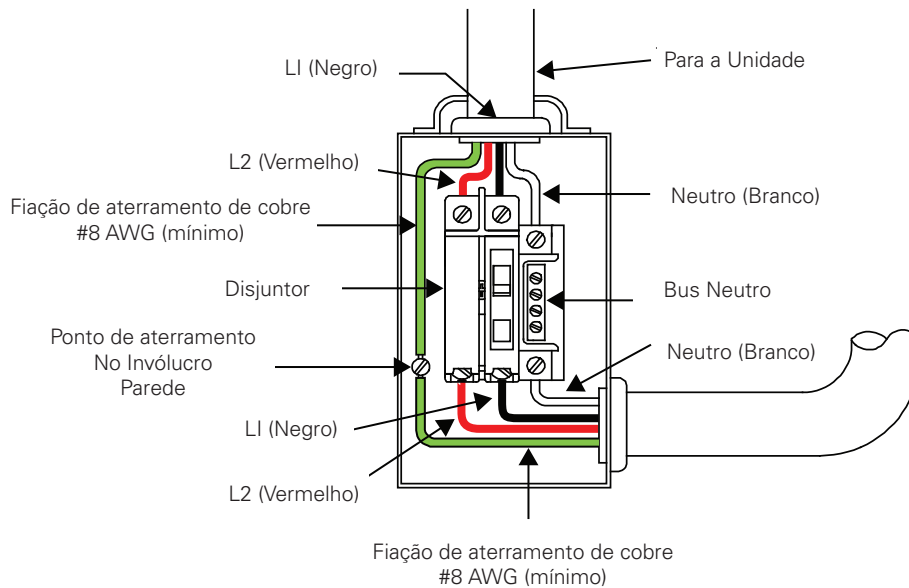 LI (Negro)
Para a Unidade
L2 (Vermelho)
Neutro (Branco)
Fiação de aterramento de cobre
#8 AWG (mínimo)
Disjuntor
Bus Neutro
Ponto de aterramento
No Invólucro
Parede
Neutro (Branco)
LI (Negro)
L2 (Vermelho)
Fiação de aterramento de cobre
#8 AWG (mínimo)